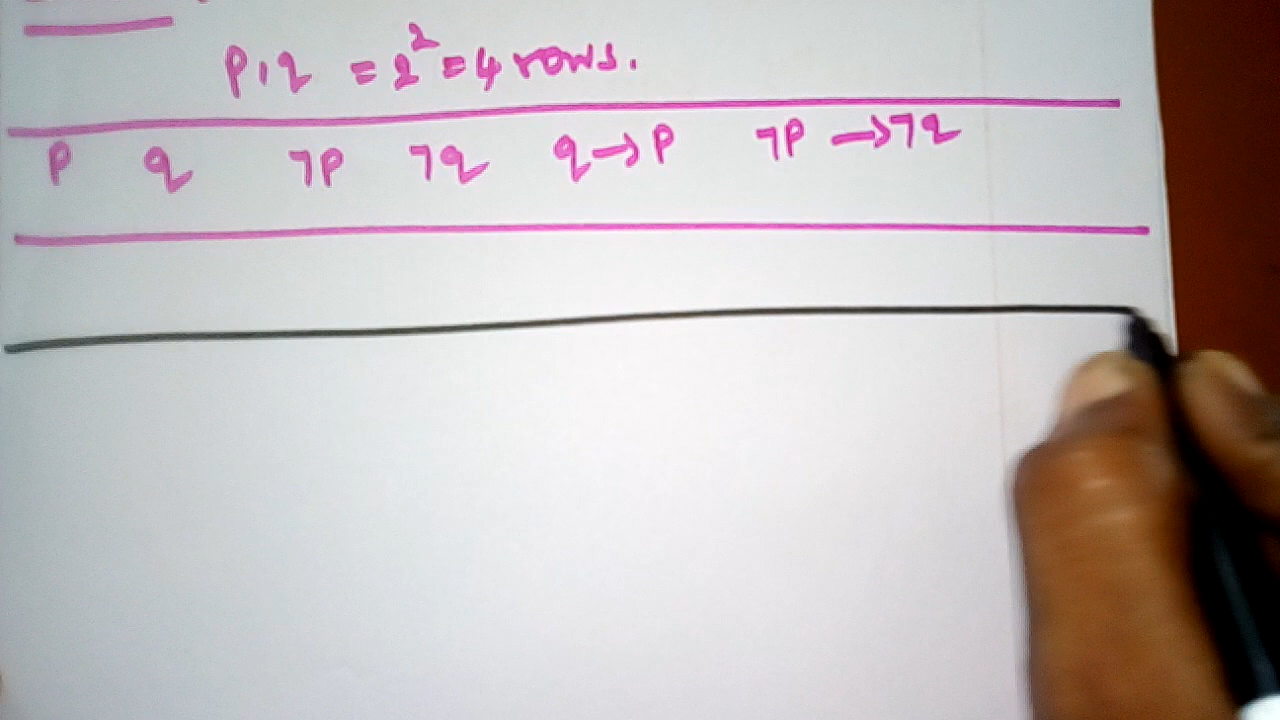 P, q = 2² = 4 rows.
P q ¬P ¬q q→P ¬P →¬q